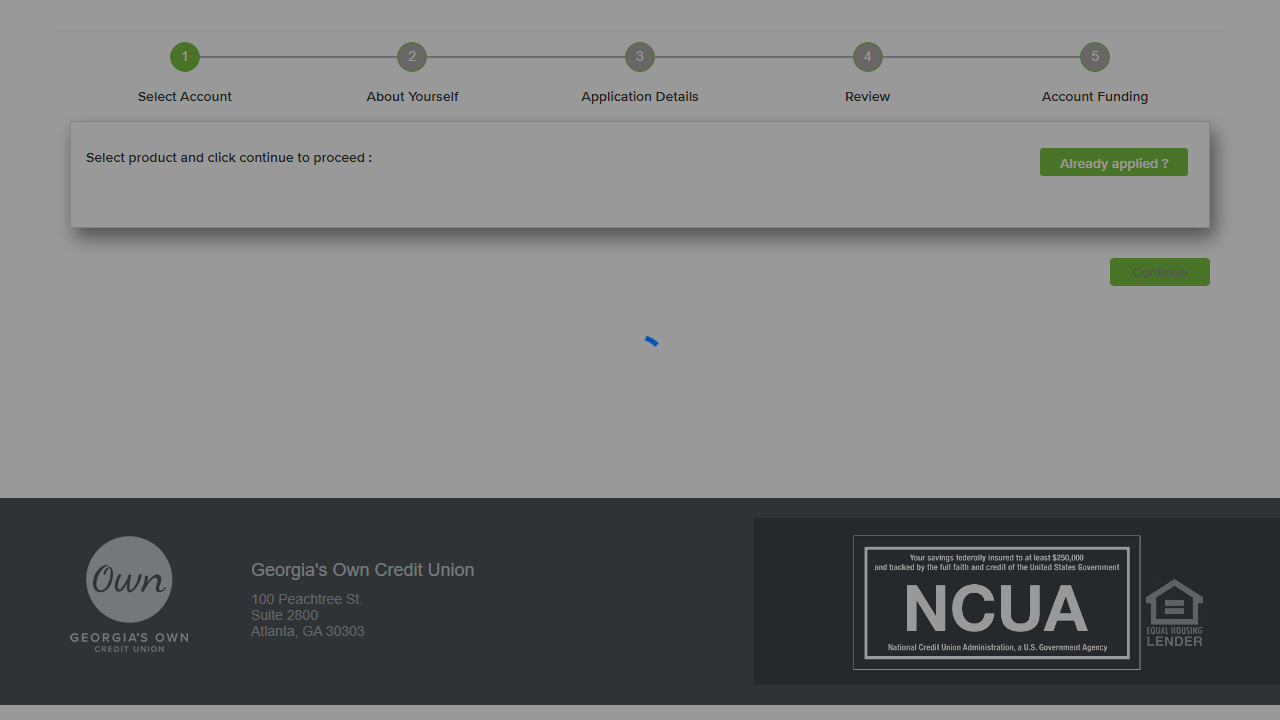 1
2
3
4
5
Select Account
About Yourself
Application Details
Review
Account Funding
Select product and click continue to proceed :
Already applied ?
Continue
Own
GEORGIA'S OWN
CREDIT UNION
Georgia's Own Credit Union
100 Peachtree St.
Suite 2800
Atlanta, GA 30303
Your savings federally insured to at least $250,000
and backed by the full faith and credit of the United States Government
NCUA
National Credit Union Administration, a U.S. Government Agency
EQUAL HOUSING
LENDER